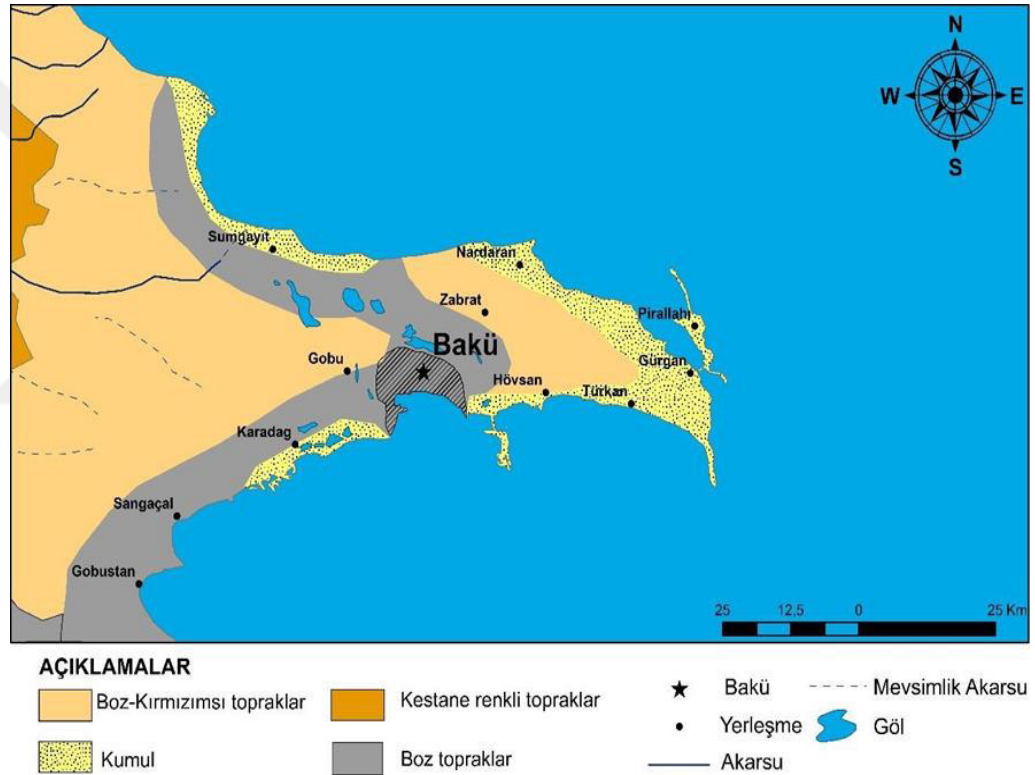 N
W E
S
Sumgayıt
Nardaran
Zabrat
Pirallahı
Bakü
Gobu
Gürgan
Hövsan
Türkan
Karadag
Sangaçal
Gobustan
25 12,5 0 25 Km
AÇIKLAMALAR
Boz-Kırmızımsı topraklar
Kestane renkli topraklar
Bakü
Mevsimlik Akarsu
Kumul
Boz topraklar
Yerleşme
Göl
Akarsu